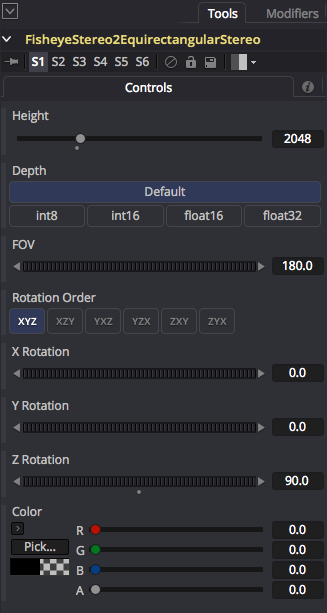 Tools Modifiers
FisheyeStereo2EquirectangularStereo
S1 S2 S3 S4 S5 S6
Controls
Height
2048
Depth
Default
int8 int16 float16 float32
FOV
180.0
Rotation Order
XYZ XZY YXZ YZX ZXY ZYX
X Rotation
0.0
Y Rotation
0.0
Z Rotation
90.0
Color
R 0.0
Pick...
G 0.0
B 0.0
A 0.0